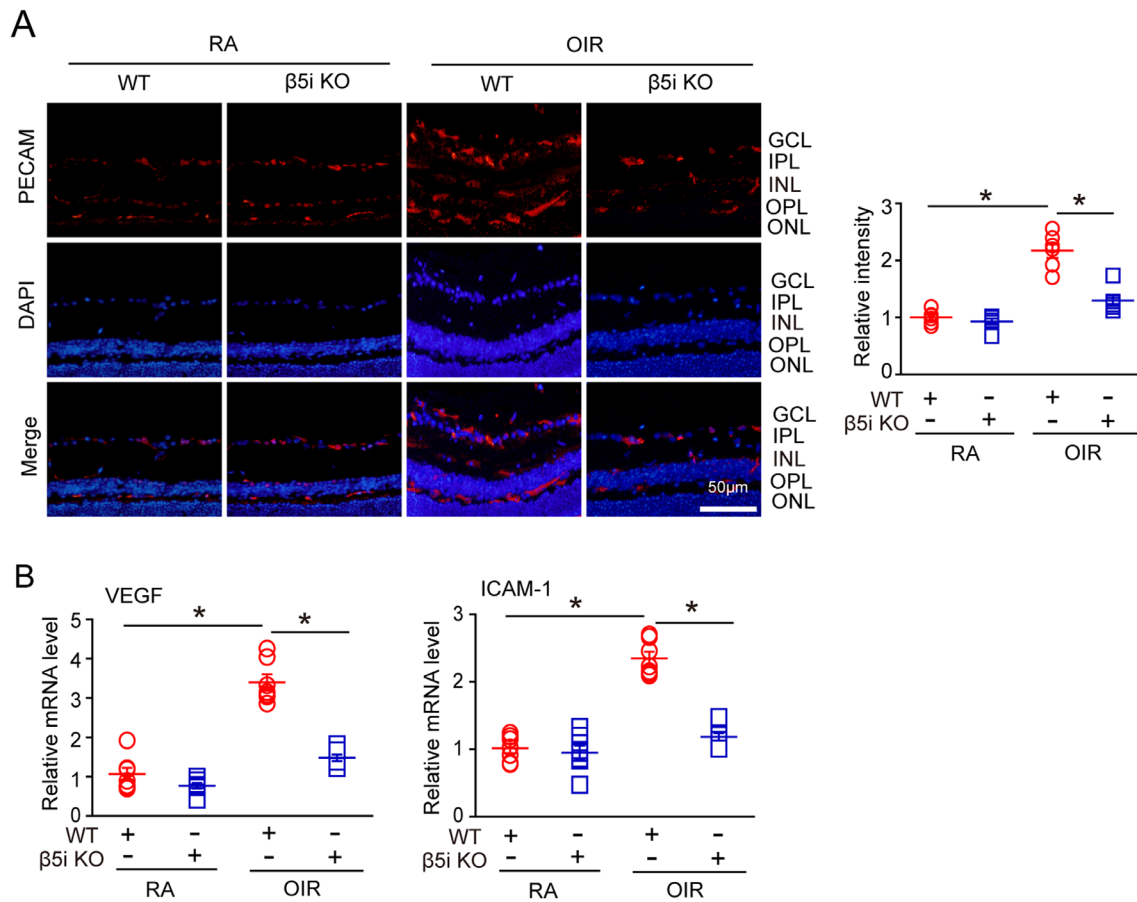 A
RA
OIR
WT
β5i KO
WT
β5i KO
PECAM
GCL
IPL
INL
OPL
ONL
DAPI
GCL
IPL
INL
OPL
ONL
Merge
GCL
IPL
INL
OPL
ONL
50μm
Relative intensity
3
2
1
0
*
*
WT + - + -
β5i KO - + - +
RA OIR
B
VEGF
Relative mRNA level
5
4
3
2
1
0
*
*
WT + - + -
β5i KO - + - +
RA OIR
ICAM-1
Relative mRNA level
3
2
1
0
*
*
WT + - + -
β5i KO - + - +
RA OIR